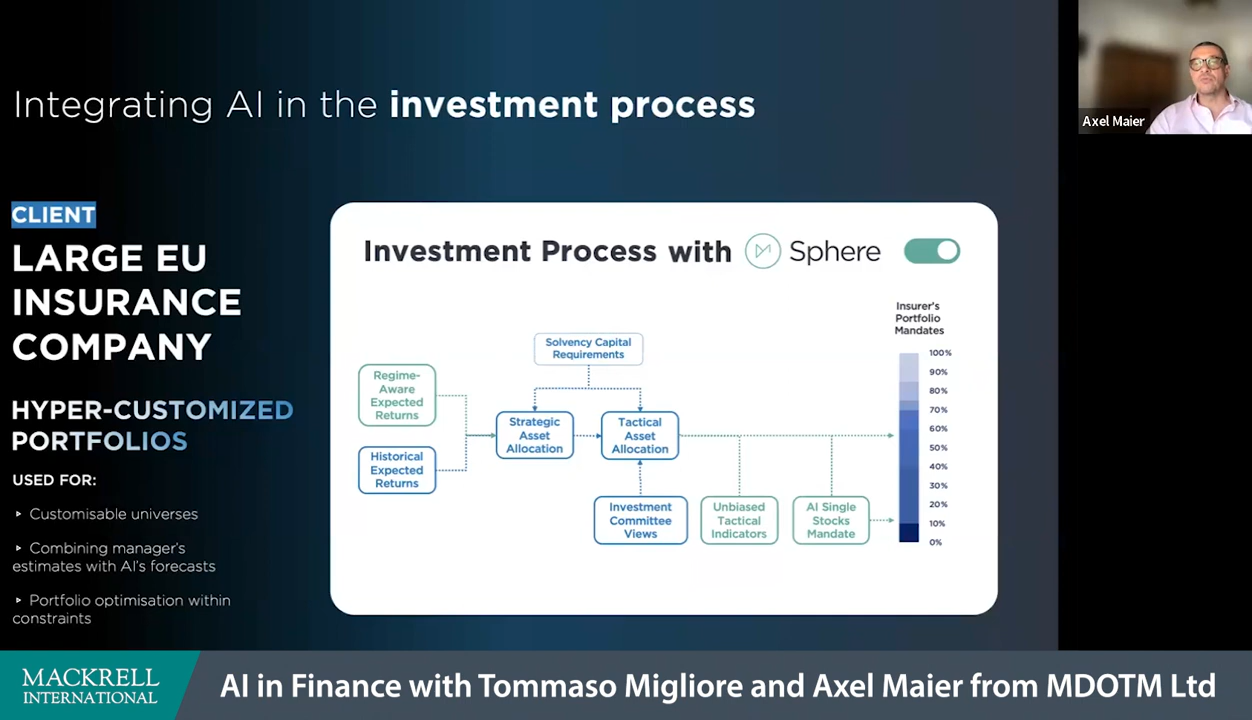 Integrating AI in the investment process
Axel Maier
CLIENT
LARGE EU
INSURANCE
COMPANY
HYPER-CUSTOMIZED
PORTFOLIOS
USED FOR:
‣ Customisable universes
‣ Combining manager's
estimates with AI's forecasts
‣ Portfolio optimisation within
constraints
Investment Process with Sphere
Solvency Capital
Requirements
Regime-
Aware
Expected
Returns
Historical
Expected
Returns
Strategic
Asset
Allocation
Tactical
Asset
Allocation
Investment
Committee
Views
Unbiased
Tactical
Indicators
AI Single
Stocks
Mandate
Insurer's
Portfolio
Mandates
100%
90%
80%
70%
60%
50%
40%
30%
20%
10%
0%
MACKRELL
INTERNATIONAL
AI in Finance with Tommaso Migliore and Axel Maier from MDOTM Ltd